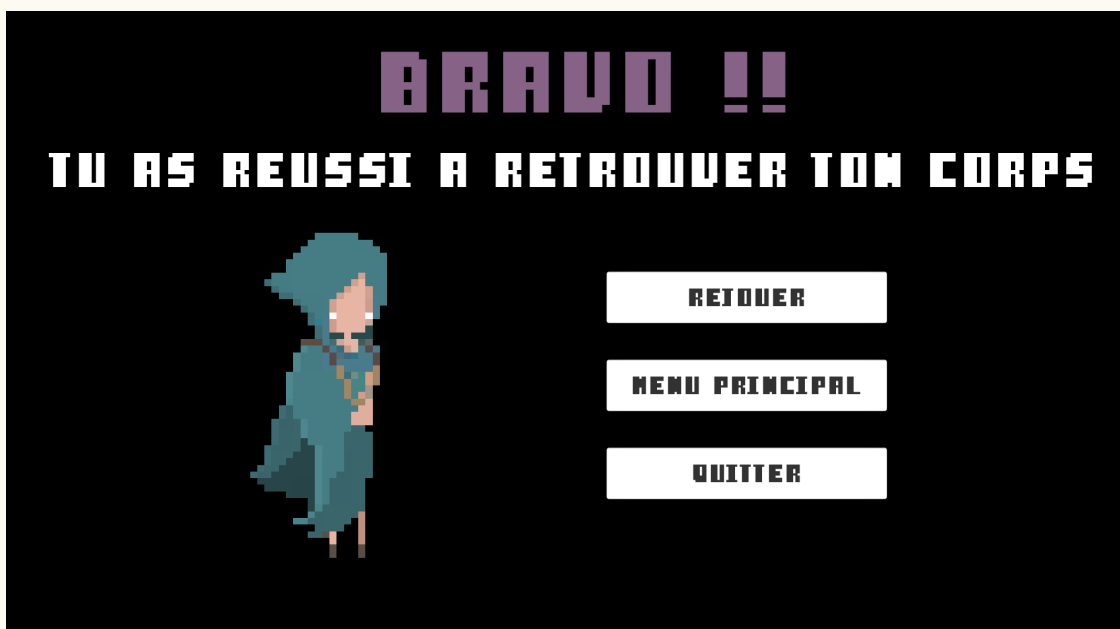 BRAVO !!
TU AS REUSSI A RETROUVER TON CORPS
REJOUER
MENU PRINCIPAL
QUITTER